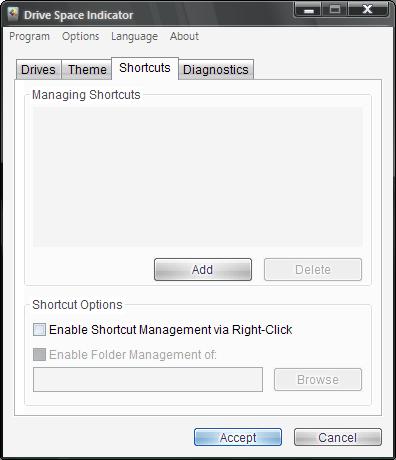 Drive Space Indicator
Program Options Language About
Drives Theme Shortcuts Diagnostics
Managing Shortcuts
Add Delete
Shortcut Options
Enable Shortcut Management via Right-Click
Enable Folder Management of:
Browse
Accept Cancel